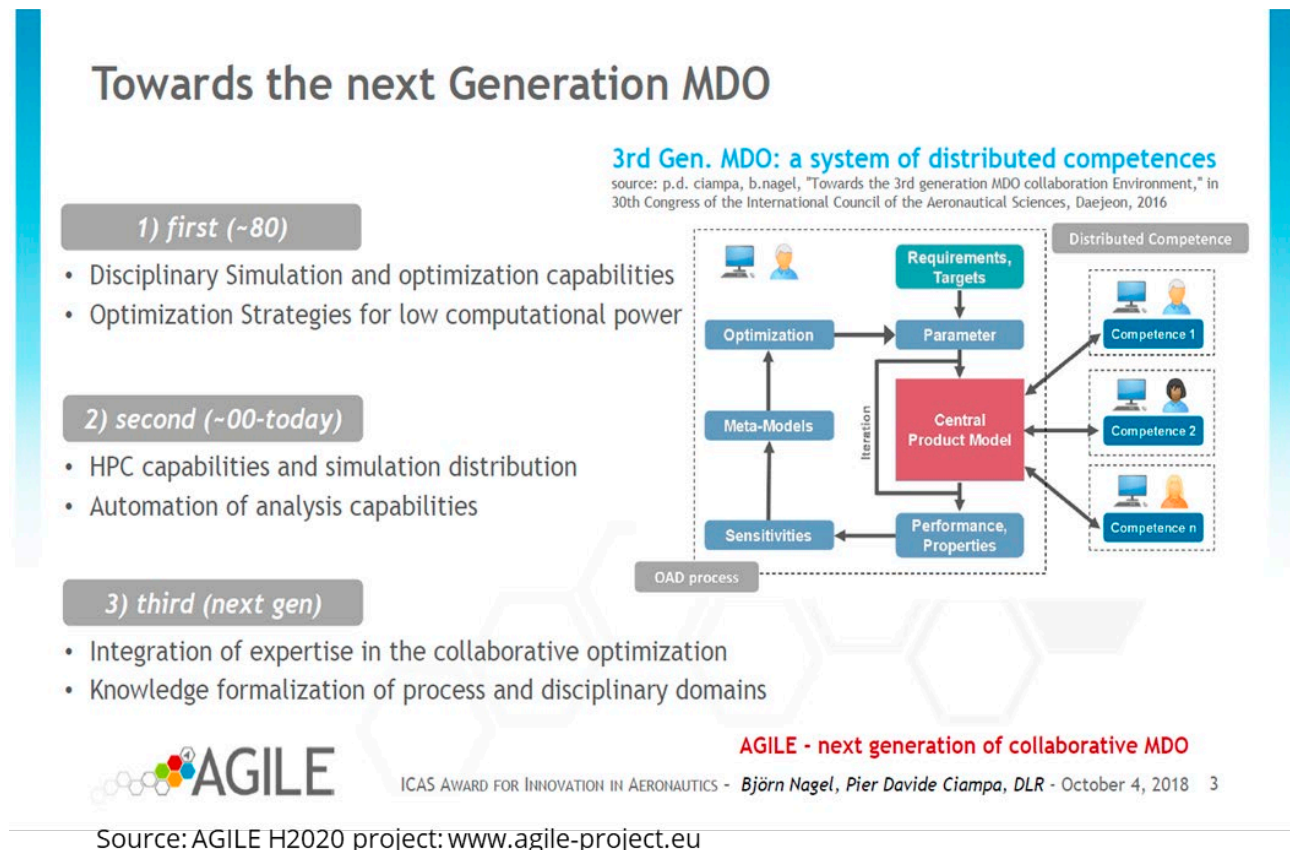 Towards the next Generation MDO
3rd Gen. MDO: a system of distributed competences
source: p.d. ciampa, b.nagel, "Towards the 3rd generation MDO collaboration Environment," in
30th Congress of the International Council of the Aeronautical Sciences, Daejeon, 2016
1) first (~80)
• Disciplinary Simulation and optimization capabilities
• Optimization Strategies for low computational power
2) second (~00-today)
• HPC capabilities and simulation distribution
• Automation of analysis capabilities
3) third (next gen)
• Integration of expertise in the collaborative optimization
• Knowledge formalization of process and disciplinary domains
Distributed Competence
Requirements,
Targets
Optimization
Parameter
Competence 1
Meta-Models
Iteration
Central
Product Model
Competence 2
Sensitivities
Performance,
Properties
Competence n
OAD process
AGILE - next generation of collaborative MDO
4
AGILE
ICAS AWARD FOR INNOVATION IN AERONAUTICS - Björn Nagel, Pier Davide Ciampa, DLR - October 4, 2018 3
Source: AGILE H2020 project: www.agile-project.eu